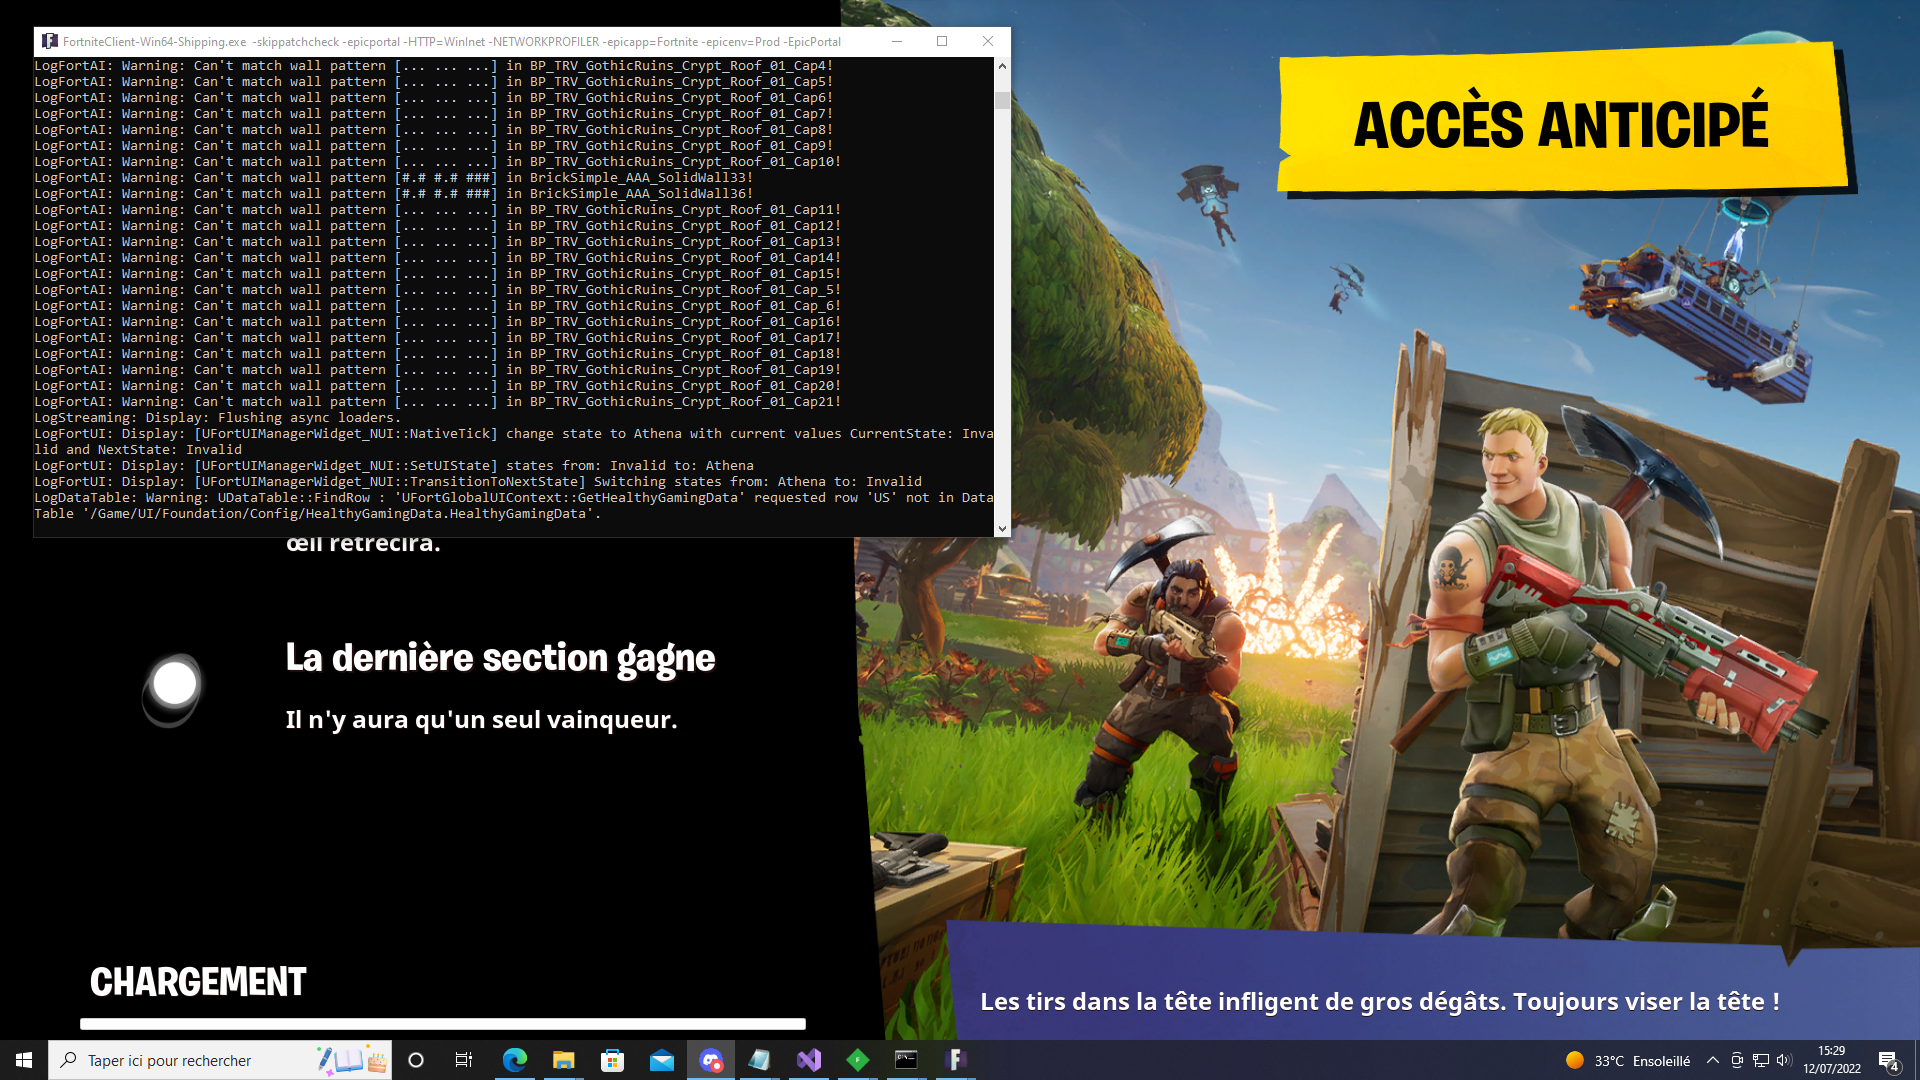 FortniteClient-Win64-Shipping.exe -skippatchcheck -epicportal -HTTP=WinInet -NETWORKPROFILER -epicapp=Fortnite -epicenv=Prod -EpicPortal
LogFortAI: Warning: Can't match wall pattern [... ... ...] in BP_TRV_GothicRuins_Crypt_Roof_01_Cap4!
LogFortAI: Warning: Can't match wall pattern [... ... ...] in BP_TRV_GothicRuins_Crypt_Roof_01_Cap5!
LogFortAI: Warning: Can't match wall pattern [... ... ...] in BP_TRV_GothicRuins_Crypt_Roof_01_Cap6!
LogFortAI: Warning: Can't match wall pattern [... ... ...] in BP_TRV_GothicRuins_Crypt_Roof_01_Cap7!
LogFortAI: Warning: Can't match wall pattern [... ... ...] in BP_TRV_GothicRuins_Crypt_Roof_01_Cap8!
LogFortAI: Warning: Can't match wall pattern [... ... ...] in BP_TRV_GothicRuins_Crypt_Roof_01_Cap9!
LogFortAI: Warning: Can't match wall pattern [... ... ...] in BP_TRV_GothicRuins_Crypt_Roof_01_Cap10!
LogFortAI: Warning: Can't match wall pattern [#.# #.# ###] in BrickSimple_AAA_SolidWall33!
LogFortAI: Warning: Can't match wall pattern [#.# #.# ###] in BrickSimple_AAA_SolidWall36!
LogFortAI: Warning: Can't match wall pattern [... ... ...] in BP_TRV_GothicRuins_Crypt_Roof_01_Cap11!
LogFortAI: Warning: Can't match wall pattern [... ... ...] in BP_TRV_GothicRuins_Crypt_Roof_01_Cap12!
LogFortAI: Warning: Can't match wall pattern [... ... ...] in BP_TRV_GothicRuins_Crypt_Roof_01_Cap13!
LogFortAI: Warning: Can't match wall pattern [... ... ...] in BP_TRV_GothicRuins_Crypt_Roof_01_Cap14!
LogFortAI: Warning: Can't match wall pattern [... ... ...] in BP_TRV_GothicRuins_Crypt_Roof_01_Cap15!
LogFortAI: Warning: Can't match wall pattern [... ... ...] in BP_TRV_GothicRuins_Crypt_Roof_01_Cap_5!
LogFortAI: Warning: Can't match wall pattern [... ... ...] in BP_TRV_GothicRuins_Crypt_Roof_01_Cap_6!
LogFortAI: Warning: Can't match wall pattern [... ... ...] in BP_TRV_GothicRuins_Crypt_Roof_01_Cap16!
LogFortAI: Warning: Can't match wall pattern [... ... ...] in BP_TRV_GothicRuins_Crypt_Roof_01_Cap17!
LogFortAI: Warning: Can't match wall pattern [... ... ...] in BP_TRV_GothicRuins_Crypt_Roof_01_Cap18!
LogFortAI: Warning: Can't match wall pattern [... ... ...] in BP_TRV_GothicRuins_Crypt_Roof_01_Cap19!
LogFortAI: Warning: Can't match wall pattern [... ... ...] in BP_TRV_GothicRuins_Crypt_Roof_01_Cap20!
LogFortAI: Warning: Can't match wall pattern [... ... ...] in BP_TRV_GothicRuins_Crypt_Roof_01_Cap21!
LogStreaming: Display: Flushing async loaders.
LogFortUI: Display: [UFortUIManagerWidget_NUI::NativeTick] change state to Athena with current values CurrentState: Inva
lid and NextState: Invalid
LogFortUI: Display: [UFortUIManagerWidget_NUI::SetUIState] states from: Invalid to: Athena
LogFortUI: Display: [UFortUIManagerWidget_NUI::TransitionToNextState] Switching states from: Athena to: Invalid
LogDataTable: Warning: UDataTable::FindRow : 'UFortGlobalUIContext::GetHealthyGamingData' requested row 'US' not in Data
Table '/Game/UI/Foundation/Config/HealthyGamingData.HealthyGamingData'.
ACCÈS ANTICIPÉ
œil rétrécira.
La dernière section gagne
Il n'y aura qu'un seul vainqueur.
CHARGEMENT
Les tirs dans la tête infligent de gros dégâts. Toujours viser la tête !
Taper ici pour rechercher
33°C Ensoleillé
15:29
12/07/2022
4